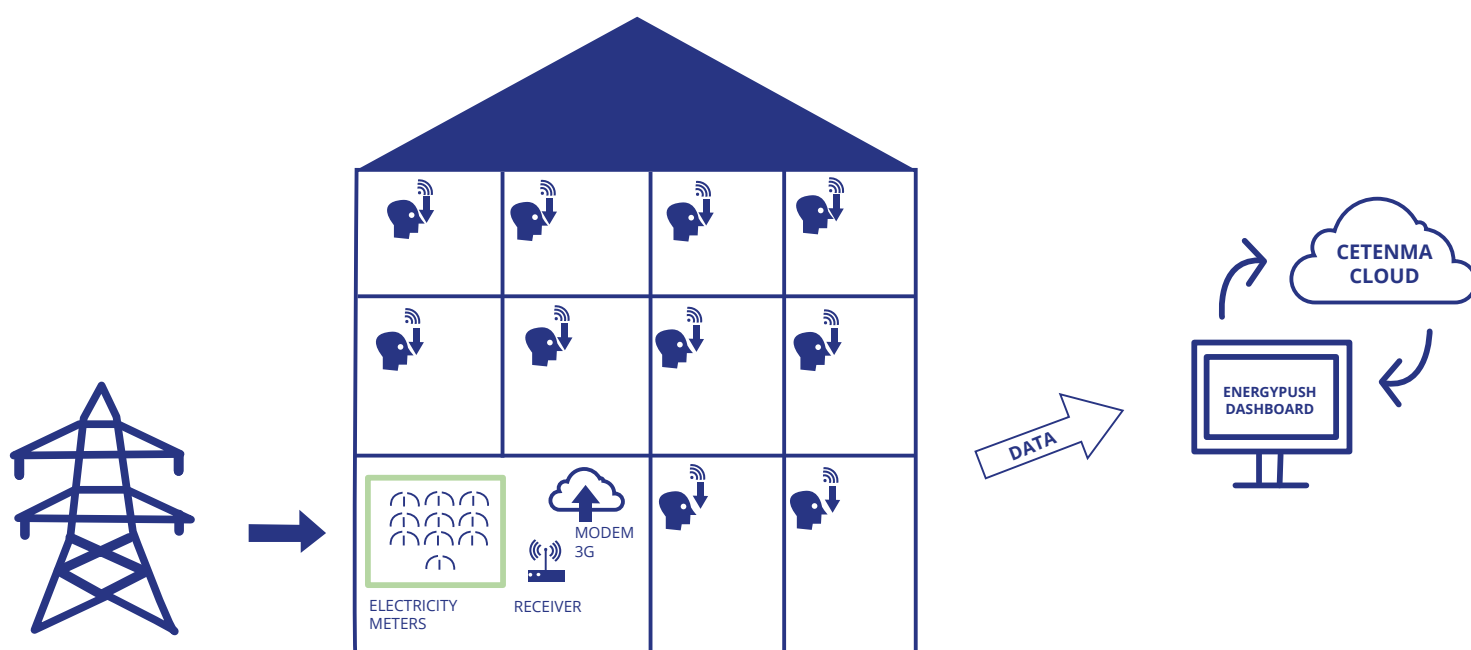 CETENMA
CLOUD
ENERGYPUSH
DASHBOARD
DATA
MODEM
3G
ELECTRICITY
METERS
RECEIVER